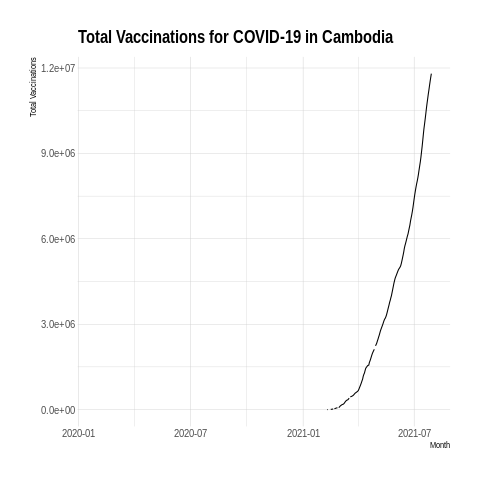 Total Vaccinations for COVID-19 in Cambodia
Total Vaccinations
1.2e+07
9.0e+06
6.0e+06
3.0e+06
0.0e+00
2020-01 2020-07 2021-01 2021-07
Month